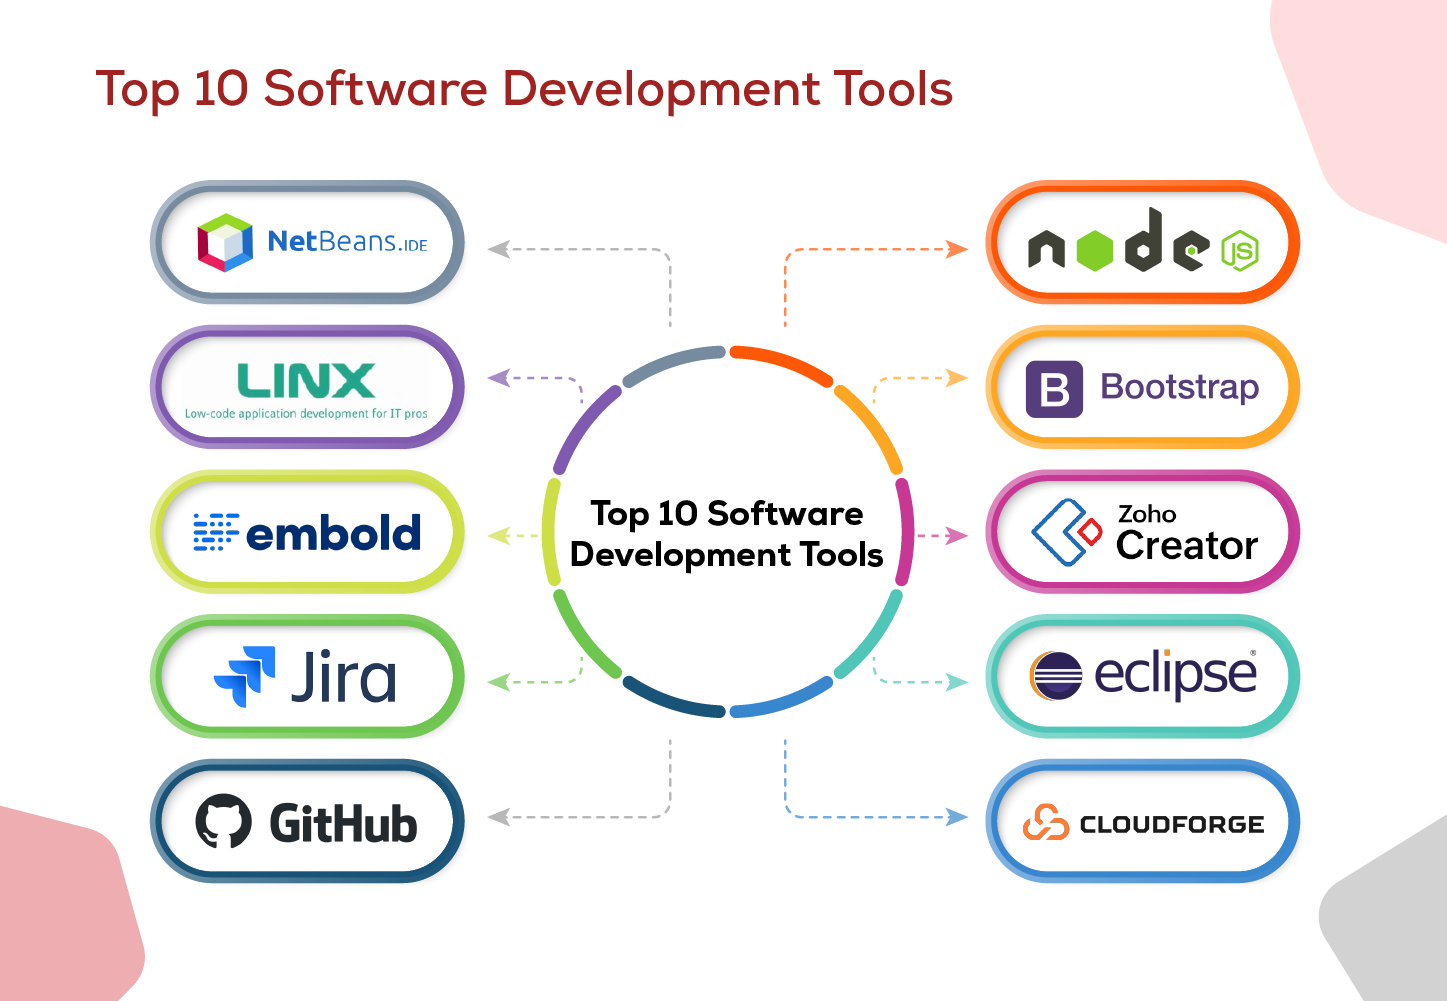 Top 10 Software Development Tools
NetBeans.IDE
LINX
Low-code application development for IT pros
embold
Jira
GitHub
Top 10 Software
Development Tools
node
JS
B Bootstrap
Zoho
Creator
eclipse®
CLOUDFORGE